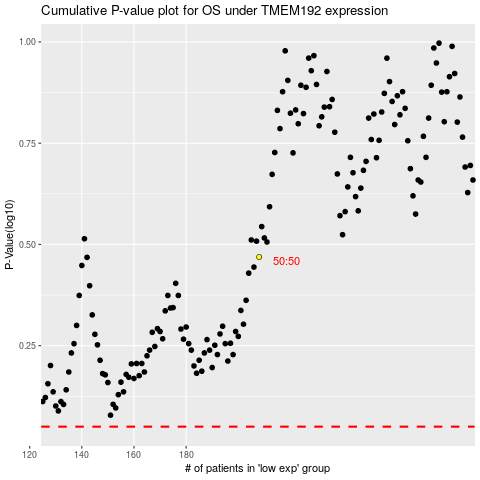 Cumulative P-value plot for OS under TMEM192 expression
P-Value(log10)
1.00
0.75
0.50
0.25
50:50
120 140 160 180
# of patients in 'low exp' group